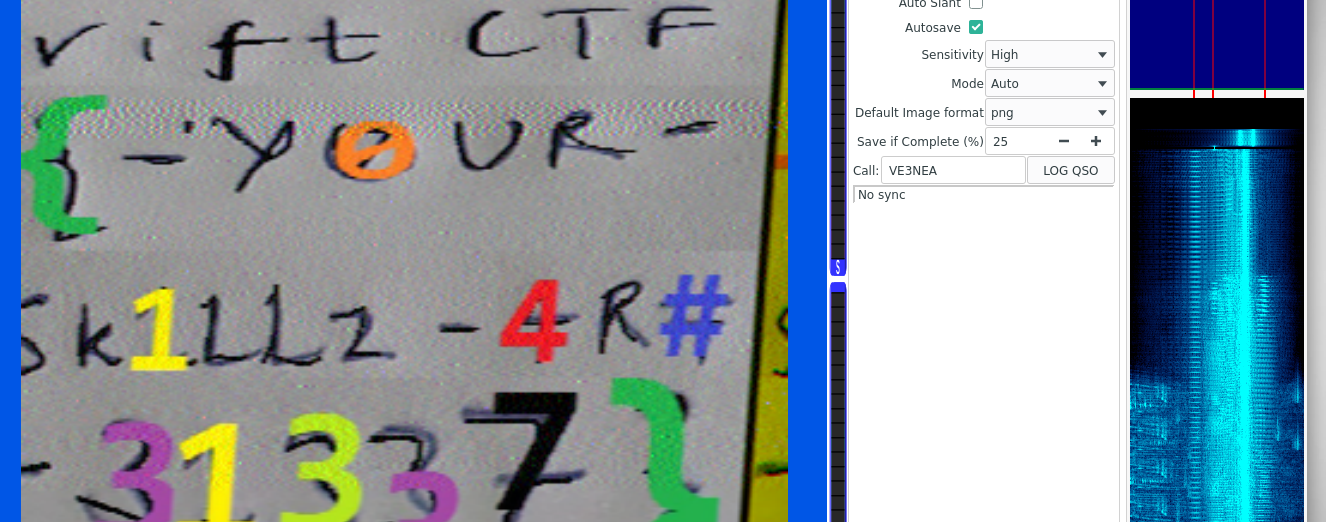 rift CTF
{-Y0UR-
Sk1LLz-4R#
-31337}
Auto Slant
Autosave
Sensitivity High
Mode Auto
Default Image format png
Save if Complete (%) 25
Call: VE3NEA LOG QSO
No sync